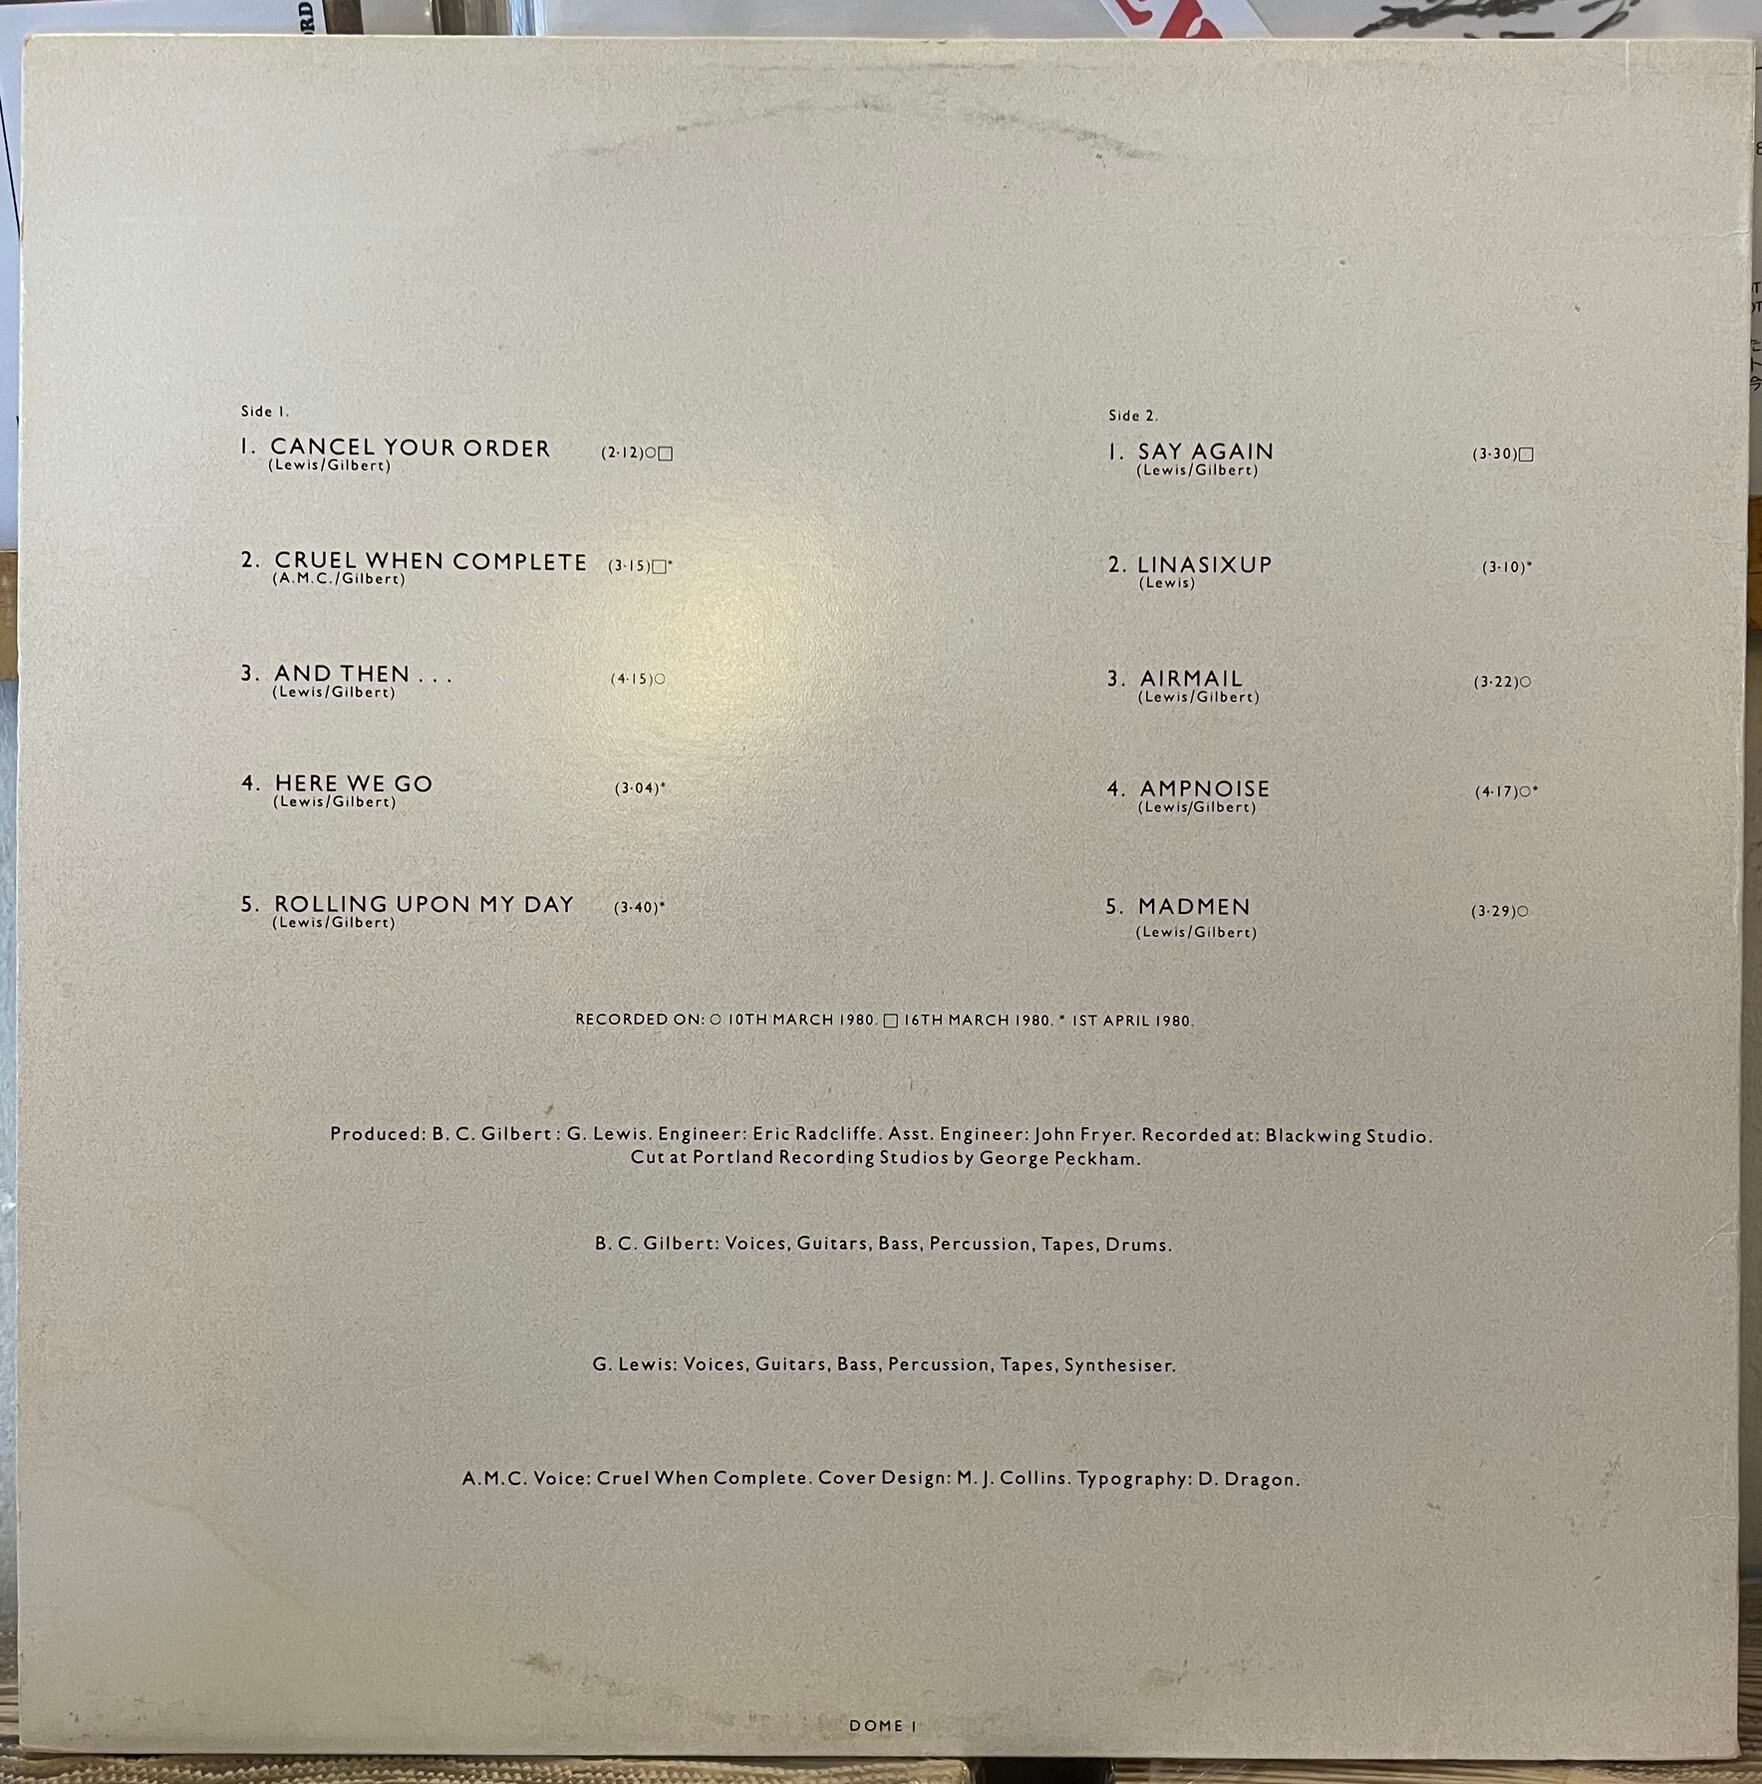 Side 1.
1. CANCEL YOUR ORDER (2·12)○□
(Lewis/Gilbert)
2. CRUEL WHEN COMPLETE (3·15)□*
(A.M.C./Gilbert)
3. AND THEN . . . (4·15)○
(Lewis/Gilbert)
4. HERE WE GO (3·04)*
(Lewis/Gilbert)
5. ROLLING UPON MY DAY (3·40)*
(Lewis/Gilbert)
Side 2.
1. SAY AGAIN (3·30)□
(Lewis/Gilbert)
2. LINASIXUP (3·10)*
(Lewis)
3. AIRMAIL (3·22)○
(Lewis/Gilbert)
4. AMPNOISE (4·17)○*
(Lewis/Gilbert)
5. MADMEN (3·29)○
(Lewis/Gilbert)
RECORDED ON: ○ 10TH MARCH 1980. □ 16TH MARCH 1980. * 1ST APRIL 1980.
Produced: B. C. Gilbert : G. Lewis. Engineer: Eric Radcliffe. Asst. Engineer: John Fryer. Recorded at: Blackwing Studio.
Cut at Portland Recording Studios by George Peckham.
B. C. Gilbert: Voices, Guitars, Bass, Percussion, Tapes, Drums.
G. Lewis: Voices, Guitars, Bass, Percussion, Tapes, Synthesiser.
A.M.C. Voice: Cruel When Complete. Cover Design: M. J. Collins. Typography: D. Dragon.
DOME 1